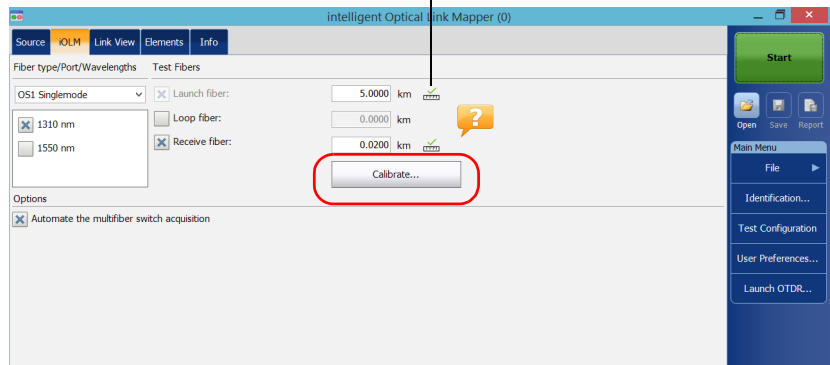 intelligent Optical Link Mapper (0)
Source iOLM Link View Elements Info
Fiber type/Port/Wavelengths Test Fibers
OS1 Singlemode
Launch fiber: 5.0000 km
1310 nm
Loop fiber: 0.0000 km
1550 nm
Receive fiber: 0.0200 km
Calibrate...
Options
Automate the multifiber switch acquisition
Start
Open Save Report
Main Menu
File
Identification...
Test Configuration
User Preferences...
Launch OTDR...